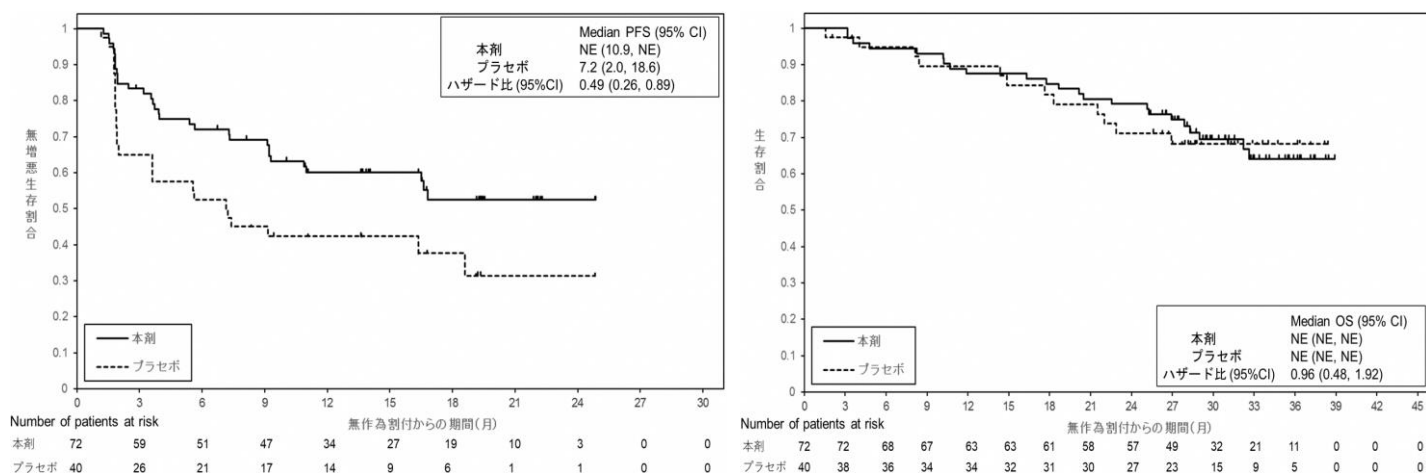 Median PFS (95% CI)
本剤 NE (10.9, NE)
プラセボ 7.2 (2.0, 18.6)
ハザード比 (95%CI) 0.49 (0.26, 0.89)
1
0.9
0.8
0.7
0.6
0.5
0.4
0.3
0.2
0.1
0
無増悪生存割合
本剤
プラセボ
0 3 6 9 12 15 18 21 24 27 30
Number of patients at risk 無作為割付からの期間(月)
本剤 72 59 51 47 34 27 19 10 3 0 0
プラセボ 40 26 21 17 14 9 6 1 1 0 0
1
0.9
0.8
0.7
0.6
0.5
0.4
0.3
0.2
0.1
0
生存割合
本剤
プラセボ
Median OS (95% CI)
本剤 NE (NE, NE)
プラセボ NE (NE, NE)
ハザード比 (95%CI) 0.96 (0.48, 1.92)
0 3 6 9 12 15 18 21 24 27 30 33 36 39 42 45
Number of patients at risk 無作為割付からの期間(月)
本剤 72 72 68 67 63 63 61 58 57 49 32 21 11 0 0 0
プラセボ 40 38 36 34 34 32 31 30 27 23 15 9 5 0 0 0